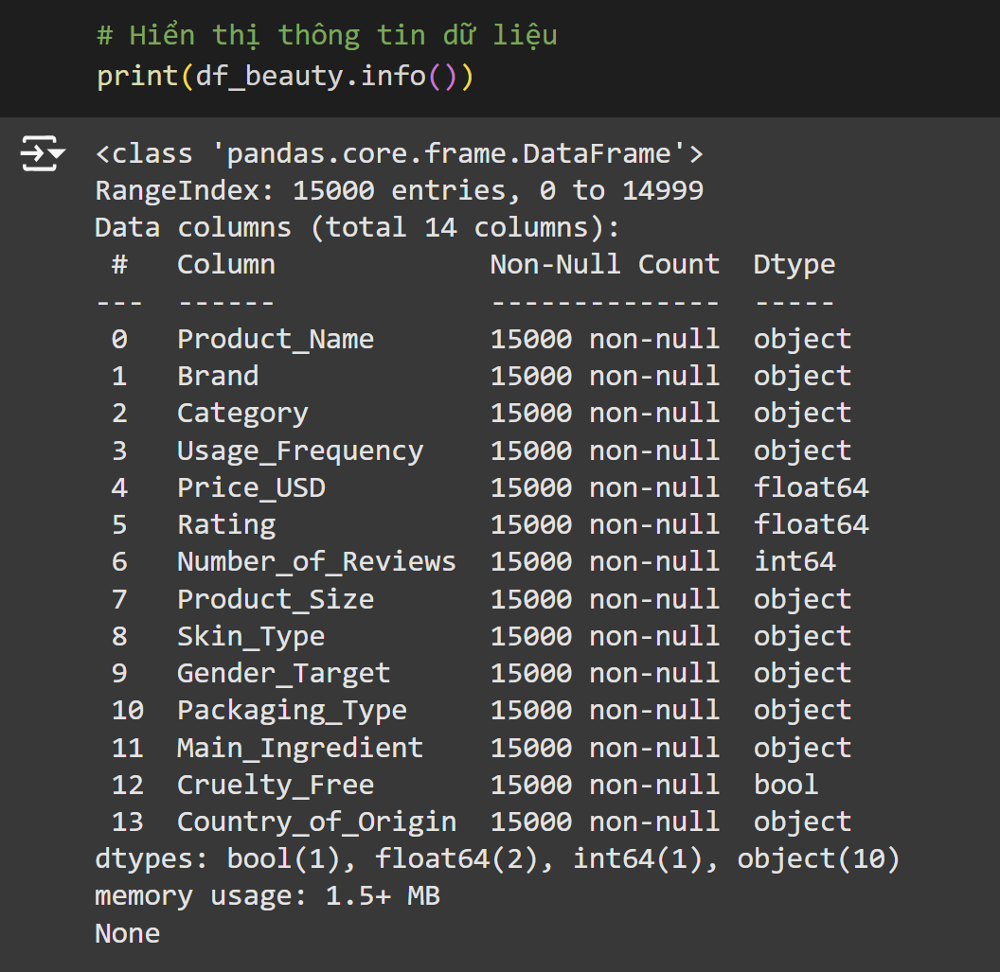 # Hiển thị thông tin dữ liệu
print(df_beauty.info())
<class 'pandas.core.frame.DataFrame'>
RangeIndex: 15000 entries, 0 to 14999
Data columns (total 14 columns):
 #   Column             Non-Null Count  Dtype
---  ------             --------------  -----
 0   Product_Name       15000 non-null  object
 1   Brand              15000 non-null  object
 2   Category           15000 non-null  object
 3   Usage_Frequency    15000 non-null  object
 4   Price_USD          15000 non-null  float64
 5   Rating             15000 non-null  float64
 6   Number_of_Reviews  15000 non-null  int64
 7   Product_Size       15000 non-null  object
 8   Skin_Type          15000 non-null  object
 9   Gender_Target      15000 non-null  object
 10  Packaging_Type     15000 non-null  object
 11  Main_Ingredient    15000 non-null  object
 12  Cruelty_Free       15000 non-null  bool
 13  Country_of_Origin  15000 non-null  object
dtypes: bool(1), float64(2), int64(1), object(10)
memory usage: 1.5+ MB
None